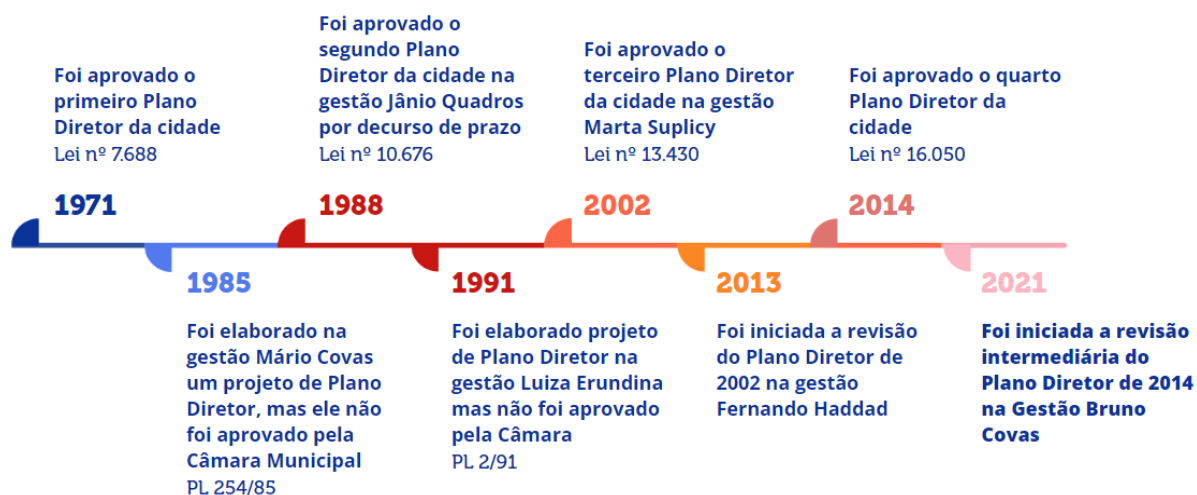 Foi aprovado o
primeiro Plano
Diretor da cidade
Lei nº 7.688
1971
Foi elaborado na
gestão Mário Covas
um projeto de Plano
Diretor, mas ele não
foi aprovado pela
Câmara Municipal
PL 254/85
1985
Foi aprovado o
segundo Plano
Diretor da cidade na
gestão Jânio Quadros
por decurso de prazo
Lei nº 10.676
1988
1991
Foi elaborado projeto
de Plano Diretor na
gestão Luiza Erundina
mas não foi aprovado
pela Câmara
PL 2/91
Foi aprovado o
terceiro Plano Diretor
da cidade na gestão
Marta Suplicy
Lei nº 13.430
2002
2013
Foi iniciada a revisão
do Plano Diretor de
2002 na gestão
Fernando Haddad
Foi aprovado o quarto
Plano Diretor da
cidade
Lei nº 16.050
2014
2021
Foi iniciada a revisão
intermediária do
Plano Diretor de 2014
na Gestão Bruno
Covas